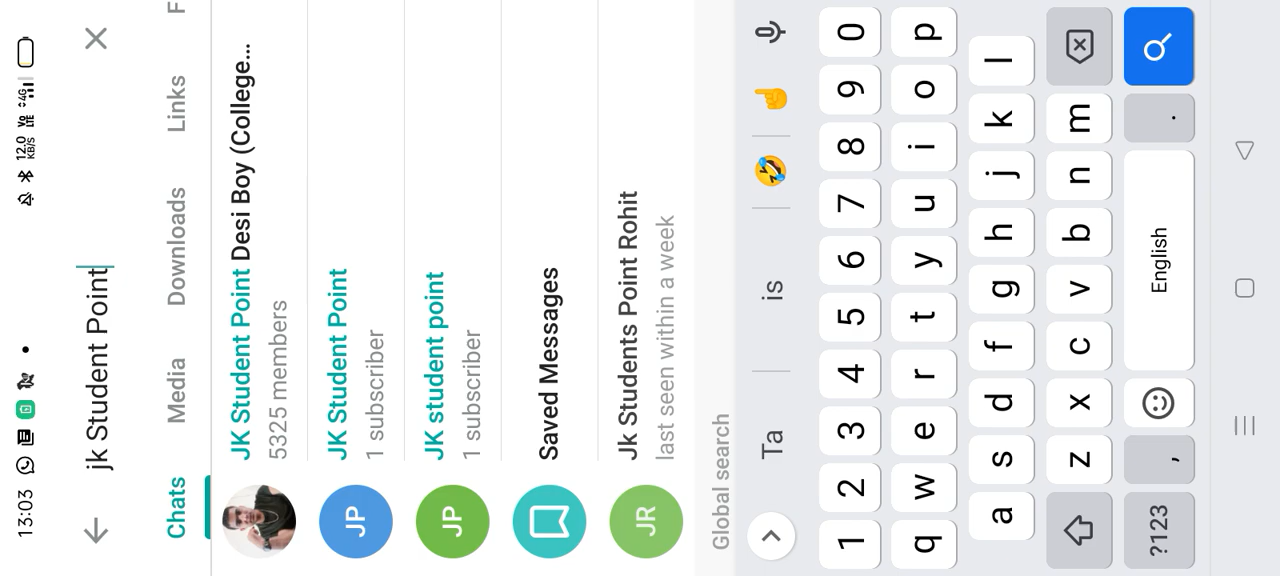 13:03 12.0 KB/S Vo LTE 4G
jk Student Point
Chats Media Downloads Links F
JK Student Point Desi Boy (College...
5325 members
JP
JK Student Point
1 subscriber
JP
JK student point
1 subscriber
Saved Messages
JR
Jk Students Point Rohit
last seen within a week
Global search
Ta is 🤣 ☝
1 2 3 4 5 6 7 8 9 0
q w e r t y u i o p
a s d f g h j k l
z x c v b n m
?123 , English .